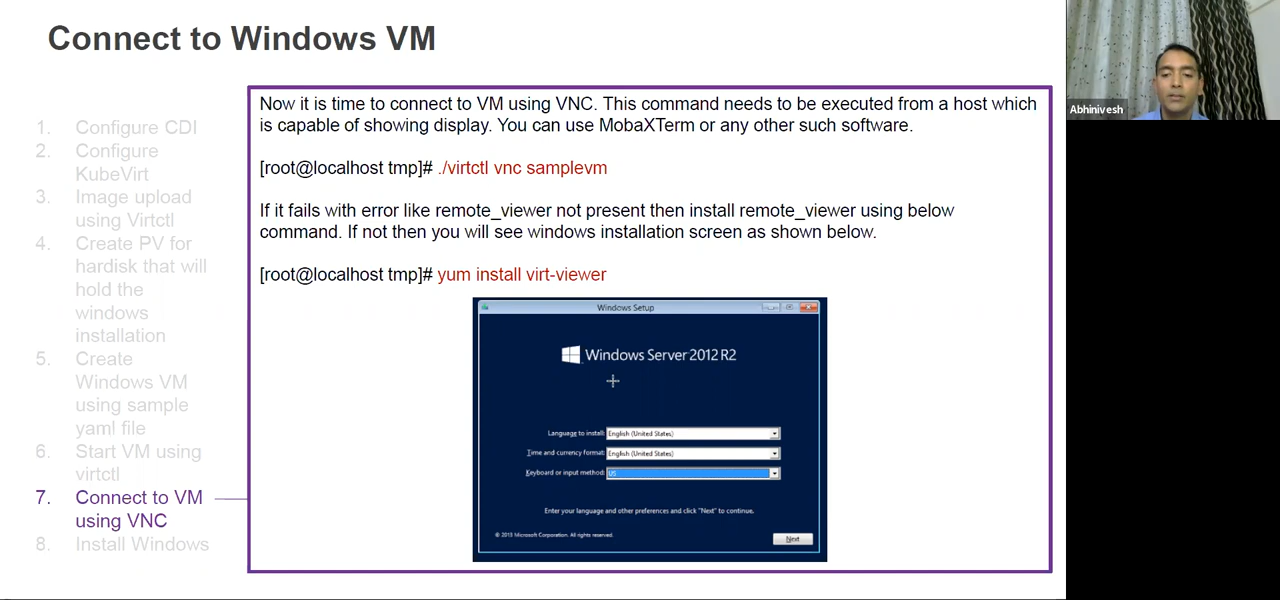 Connect to Windows VM
1. Configure CDI
2. Configure
KubeVirt
3. Image upload
using Virtctl
4. Create PV for
hardisk that will
hold the
windows
installation
5. Create
Windows VM
using sample
yaml file
6. Start VM using
virtctl
7. Connect to VM
using VNC
8. Install Windows
Now it is time to connect to VM using VNC. This command needs to be executed from a host which
is capable of showing display. You can use MobaXTerm or any other such software.
[root@localhost tmp]# ./virtctl vnc samplevm
If it fails with error like remote_viewer not present then install remote_viewer using below
command. If not then you will see windows installation screen as shown below.
[root@localhost tmp]# yum install virt-viewer
Windows Setup
Windows Server 2012 R2
Language to install: English (United States)
Time and currency format: English (United States)
Keyboard or input method: US
Enter your language and other preferences and click "Next" to continue.
© 2013 Microsoft Corporation. All rights reserved.
Next
Abhinivesh